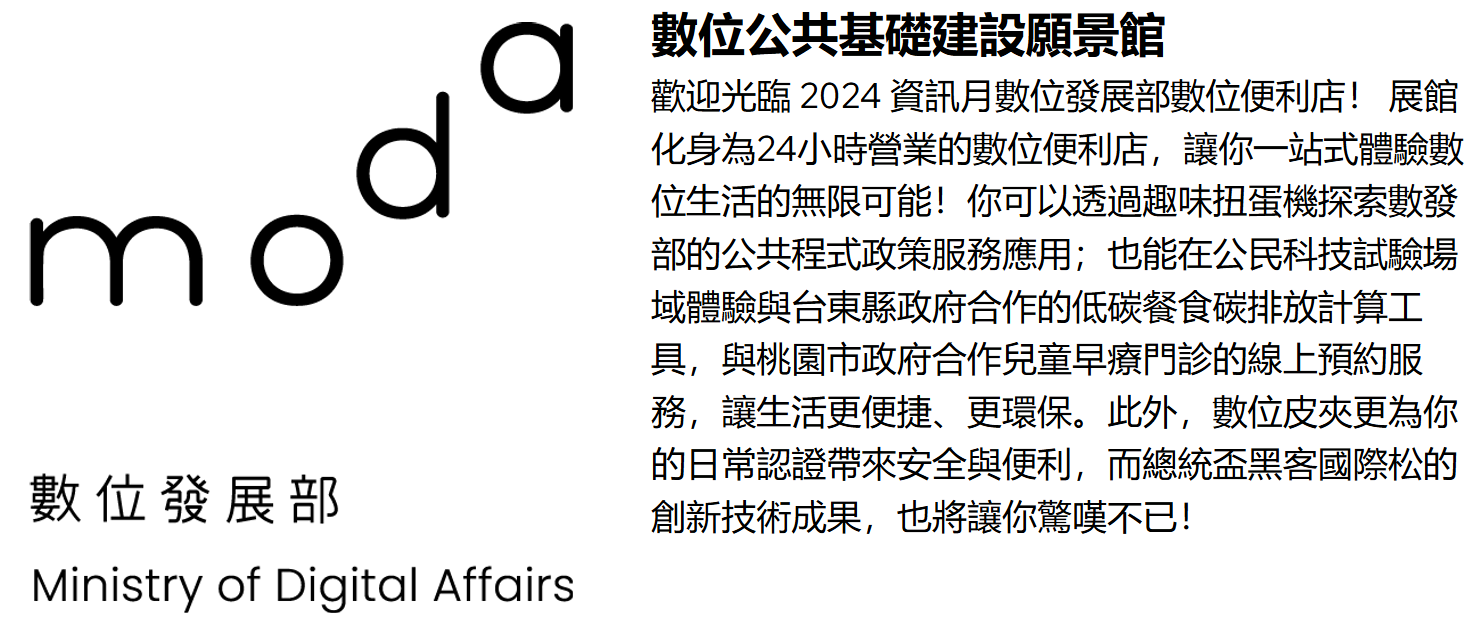 moda
數位發展部
Ministry of Digital Affairs
數位公共基礎建設願景館
歡迎光臨 2024 資訊月數位發展部數位便利店！ 展館
化身為24小時營業的數位便利店，讓你一站式體驗數
位生活的無限可能！你可以透過趣味扭蛋機探索數發
部的公共程式政策服務應用；也能在公民科技試驗場
域體驗與台東縣政府合作的低碳餐食碳排放計算工
具，與桃園市政府合作兒童早療門診的線上預約服
務，讓生活更便捷、更環保。此外，數位皮夾更為你
的日常認證帶來安全與便利，而總統盃黑客國際松的
創新技術成果，也將讓你驚嘆不已！